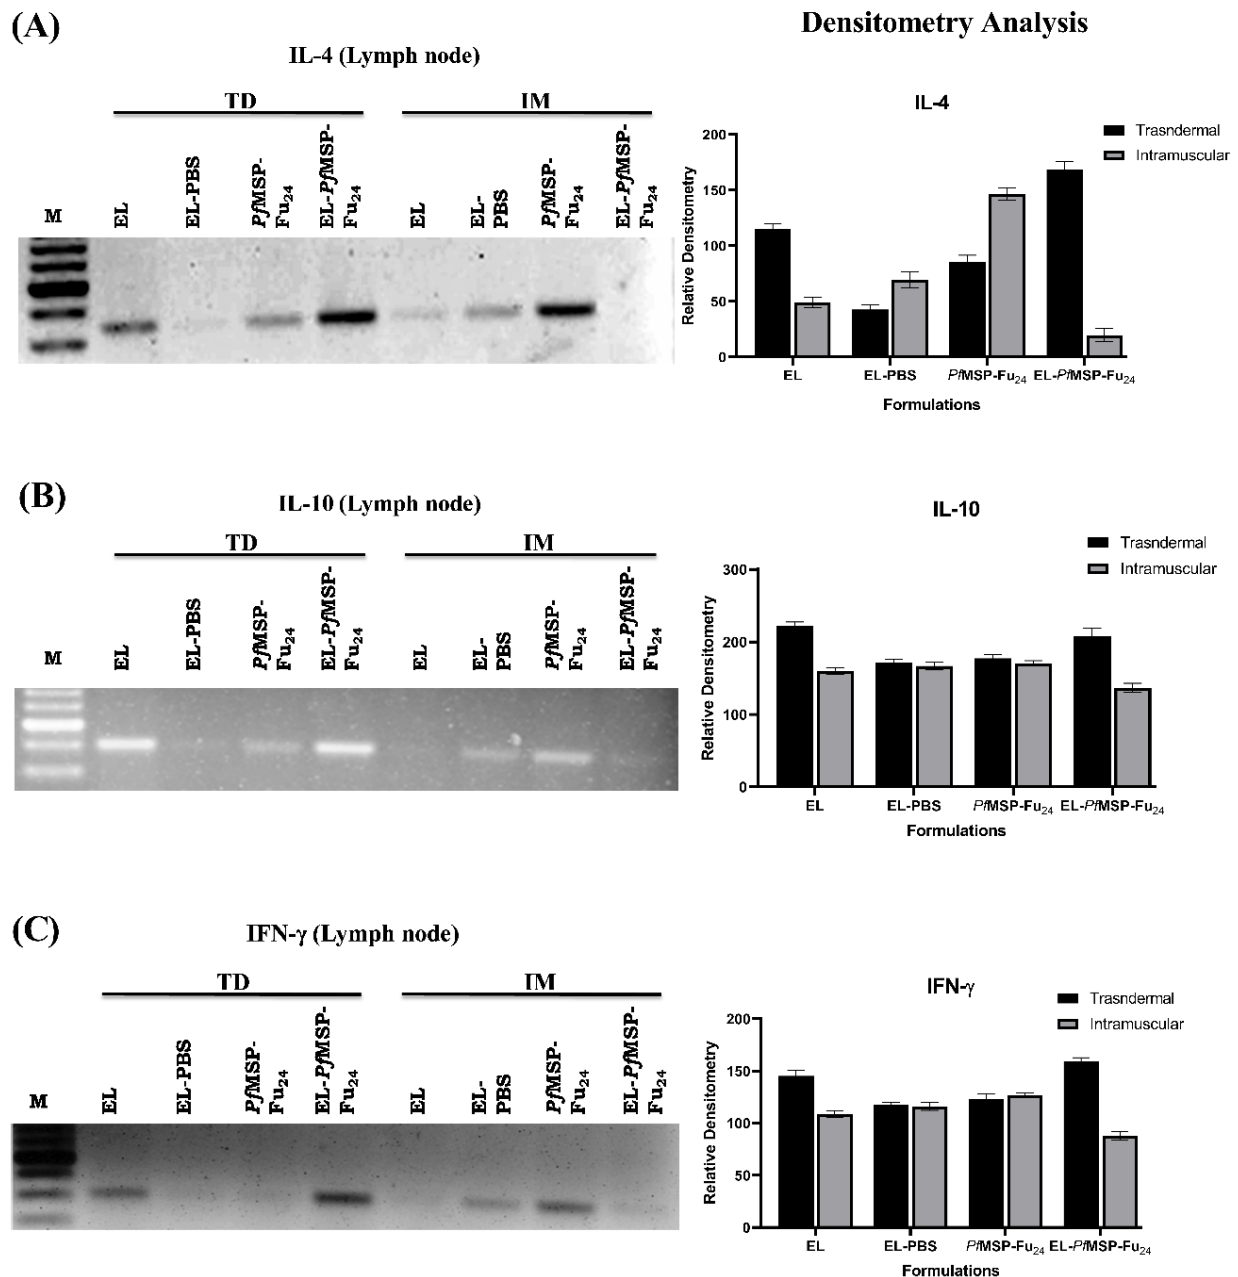 (A)
Densitometry Analysis
IL-4 (Lymph node)
TD
IM
M
EL
EL-PBS
PfMSP-
Fu24
EL-PfMSP-
Fu24
EL
EL-
PBS
PfMSP-
Fu24
EL-PfMSP-
Fu24
IL-4
Trasndermal
Intramuscular
Relative Densitometry
200
150
100
50
0
EL
EL-PBS
PfMSP-Fu24
EL-PfMSP-Fu24
Formulations
(B)
IL-10 (Lymph node)
TD
IM
M
EL
EL-PBS
PfMSP-
Fu24
EL-PfMSP-
Fu24
EL
EL-
PBS
PfMSP-
Fu24
EL-PfMSP-
Fu24
IL-10
Trasndermal
Intramuscular
Relative Densitometry
300
200
100
0
EL
EL-PBS
PfMSP-Fu24
EL-PfMSP-Fu24
Formulations
(C)
IFN-γ (Lymph node)
TD
IM
M
EL
EL-PBS
PfMSP-
Fu24
EL-PfMSP-
Fu24
EL
EL-
PBS
PfMSP-
Fu24
EL-PfMSP-
Fu24
IFN-γ
Trasndermal
Intramuscular
Relative Densitometry
200
150
100
50
0
EL
EL-PBS
PfMSP-Fu24
EL-PfMSP-Fu24
Formulations